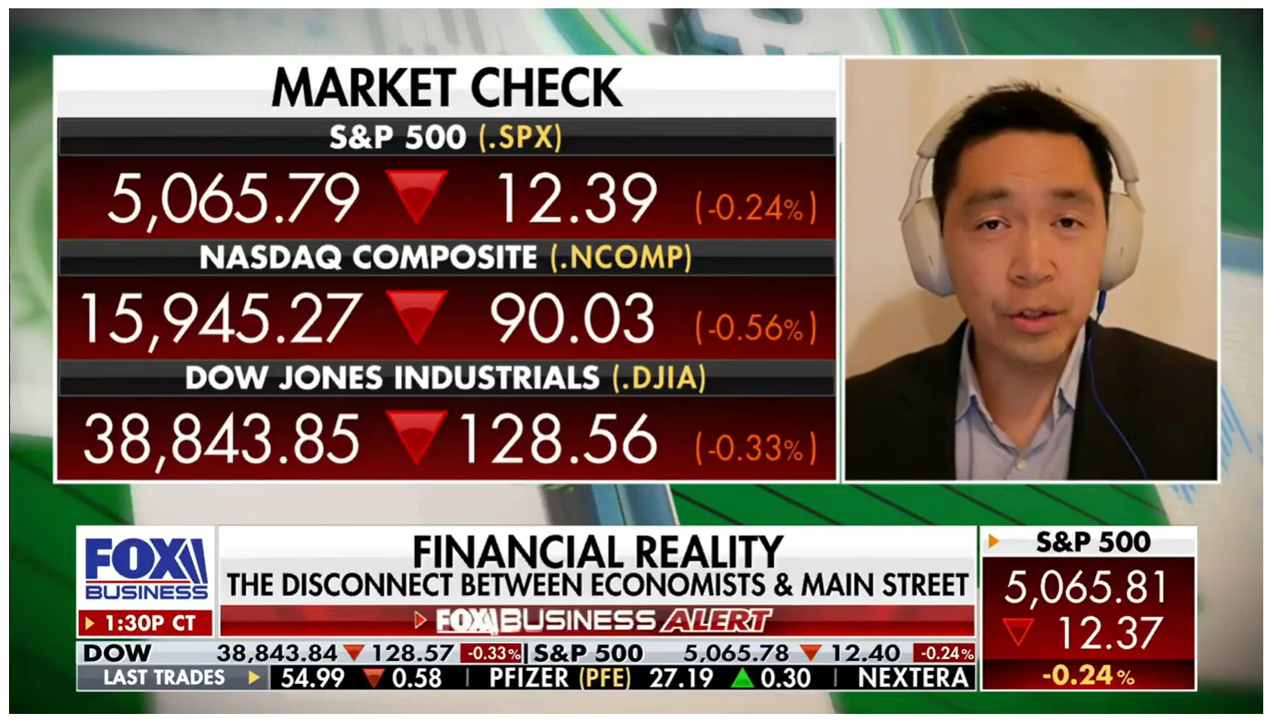 MARKET CHECK
S&P 500 (.SPX)
5,065.79 ▼ 12.39 (-0.24%)
NASDAQ COMPOSITE (.NCOMP)
15,945.27 ▼ 90.03 (-0.56%)
DOW JONES INDUSTRIALS (.DJIA)
38,843.85 ▼ 128.56 (-0.33%)
FOX
BUSINESS
1:30P CT
FINANCIAL REALITY
THE DISCONNECT BETWEEN ECONOMISTS & MAIN STREET
FOX BUSINESS ALERT
S&P 500
5,065.81
▼ 12.37
-0.24%
DOW 38,843.84 ▼ 128.57 -0.33% S&P 500 5,065.78 ▼ 12.40 -0.24%
LAST TRADES 54.99 ▼ 0.58 PFIZER (PFE) 27.19 ▲ 0.30 NEXTERA